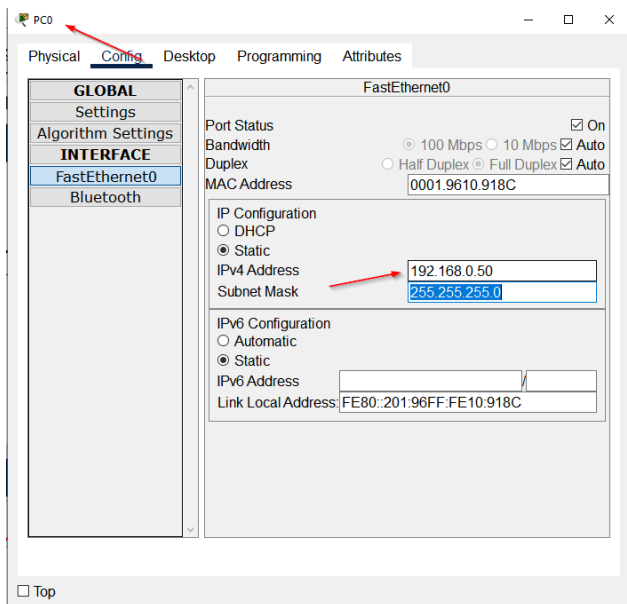 PC0
Physical Config Desktop Programming Attributes
GLOBAL
Settings
Algorithm Settings
INTERFACE
FastEthernet0
Bluetooth
FastEthernet0
Port Status On
Bandwidth 100 Mbps 10 Mbps Auto
Duplex Half Duplex Full Duplex Auto
MAC Address 0001.9610.918C
IP Configuration
DHCP
Static
IPv4 Address 192.168.0.50
Subnet Mask 255.255.255.0
IPv6 Configuration
Automatic
Static
IPv6 Address /
Link Local Address: FE80::201:96FF:FE10:918C
Top